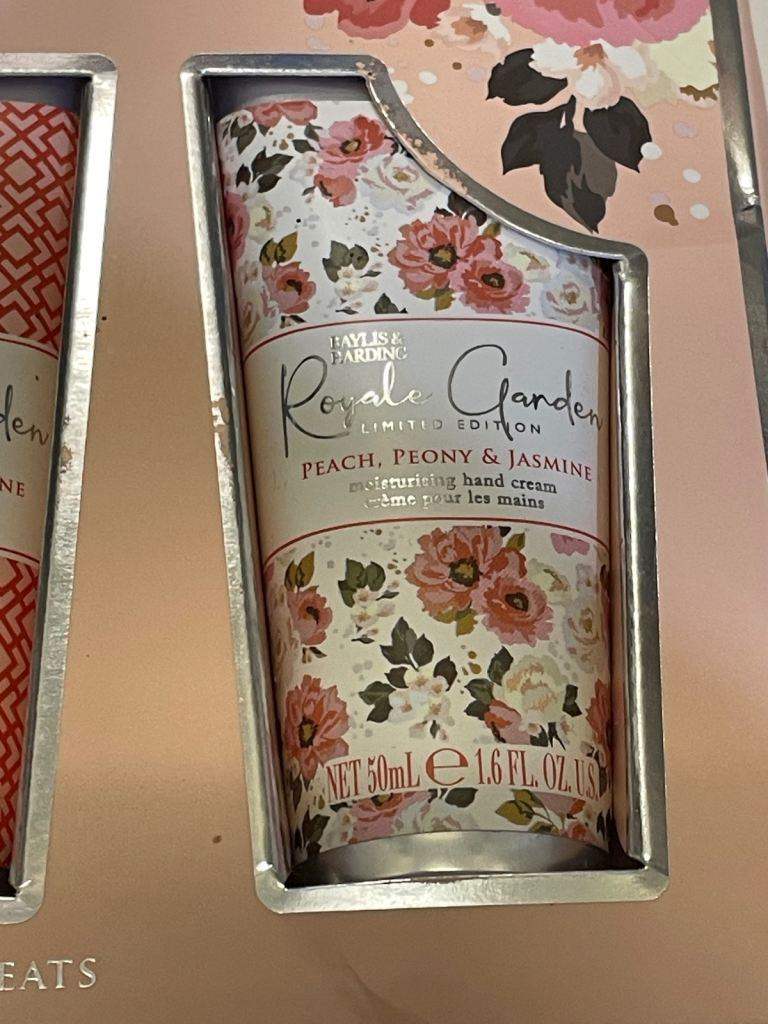 BAYLIS &
HARDING
Royale Garden
LIMITED EDITION
PEACH, PEONY & JASMINE
moisturising hand cream
crème pour les mains
NET 50mL ℮ 1.6 FL. OZ. U.S.
den
NE
EATS